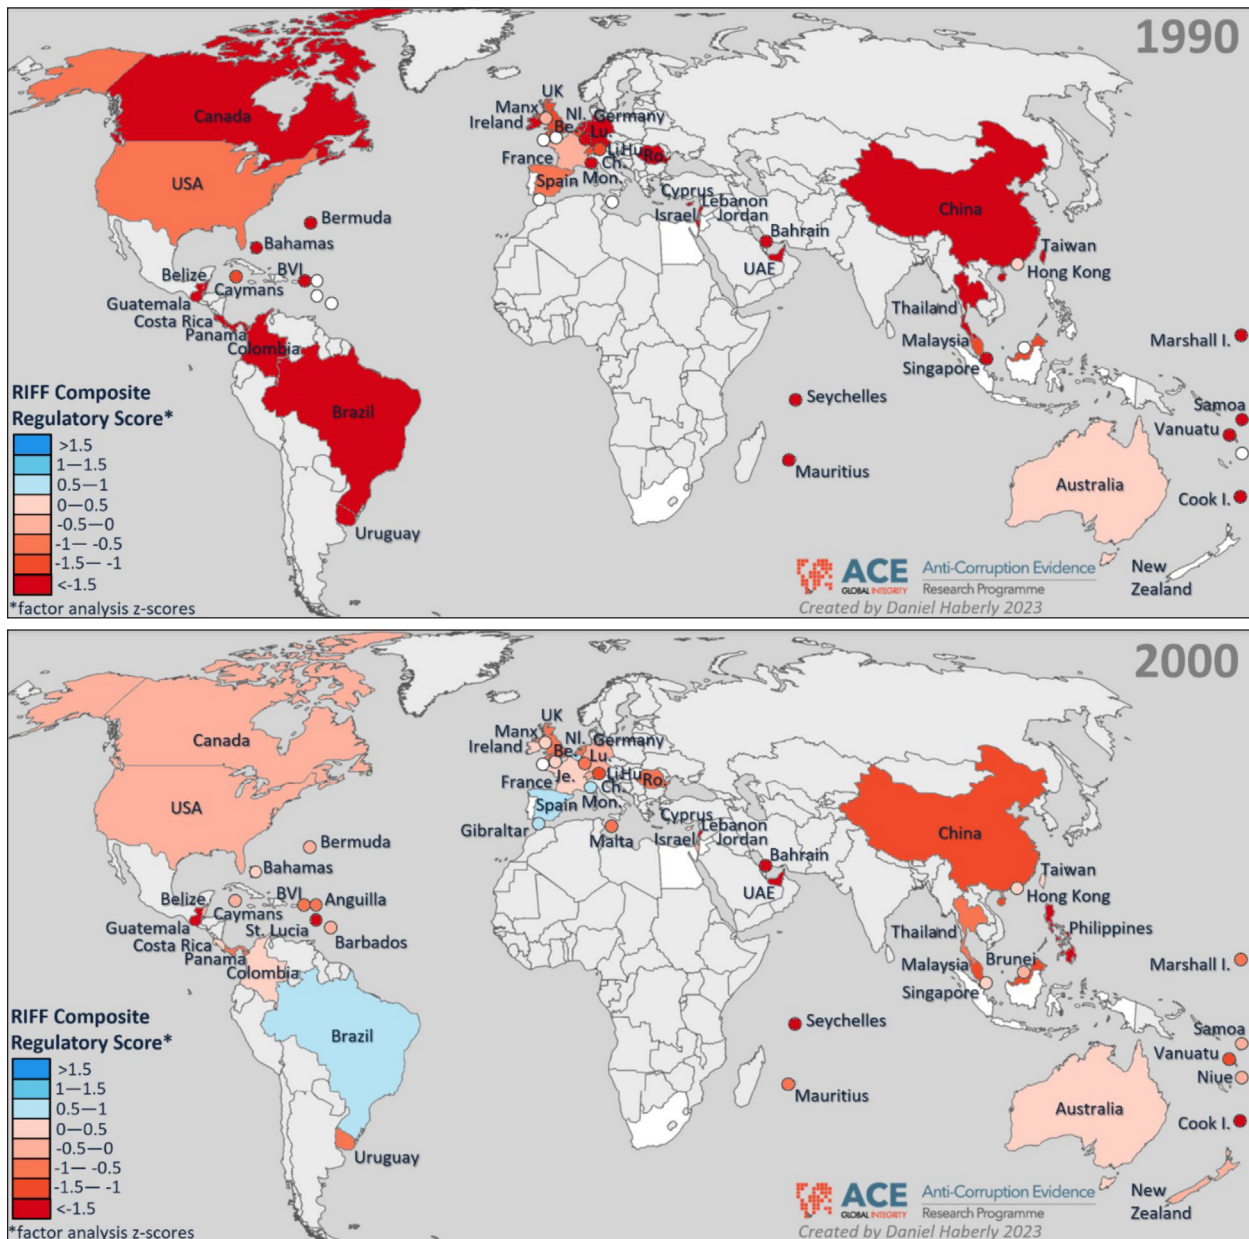 1990
UK
Manx
Nl. Germany
Ireland
Be.
Lu.
Canada
France
Li.
Hu.
Ch.
Ro.
USA
Spain
Mon.
Cyprus
Lebanon
Israel
Jordan
China
Bermuda
Bahamas
Bahrain
Taiwan
Belize
BVI
Caymans
UAE
Hong Kong
Guatemala
Costa Rica
Panama
Colombia
Thailand
Malaysia
Singapore
Marshall I.
RIFF Composite
Regulatory Score*
>1.5
1—1.5
0.5—1
0—0.5
-0.5—0
-1— -0.5
-1.5— -1
<-1.5
*factor analysis z-scores
Brazil
Seychelles
Samoa
Vanuatu
Mauritius
Australia
Cook I.
Uruguay
ACE
GLOBAL INTEGRITY
Anti-Corruption Evidence
Research Programme
Created by Daniel Haberly 2023
New
Zealand
2000
UK
Manx
Nl. Germany
Ireland
Be.
Lu.
Canada
France
Je.
Li.
Hu.
Ch.
Ro.
USA
Spain
Mon.
Cyprus
Lebanon
Gibraltar
Malta
Israel
Jordan
China
Bermuda
Bahamas
Bahrain
Taiwan
Belize
BVI
Anguilla
Caymans
UAE
Hong Kong
Guatemala
St. Lucia
Costa Rica
Barbados
Panama
Colombia
Thailand
Philippines
Malaysia
Brunei
Singapore
Marshall I.
RIFF Composite
Regulatory Score*
>1.5
1—1.5
0.5—1
0—0.5
-0.5—0
-1— -0.5
-1.5— -1
<-1.5
*factor analysis z-scores
Brazil
Seychelles
Samoa
Vanuatu
Niue
Mauritius
Australia
Cook I.
Uruguay
ACE
GLOBAL INTEGRITY
Anti-Corruption Evidence
Research Programme
Created by Daniel Haberly 2023
New
Zealand